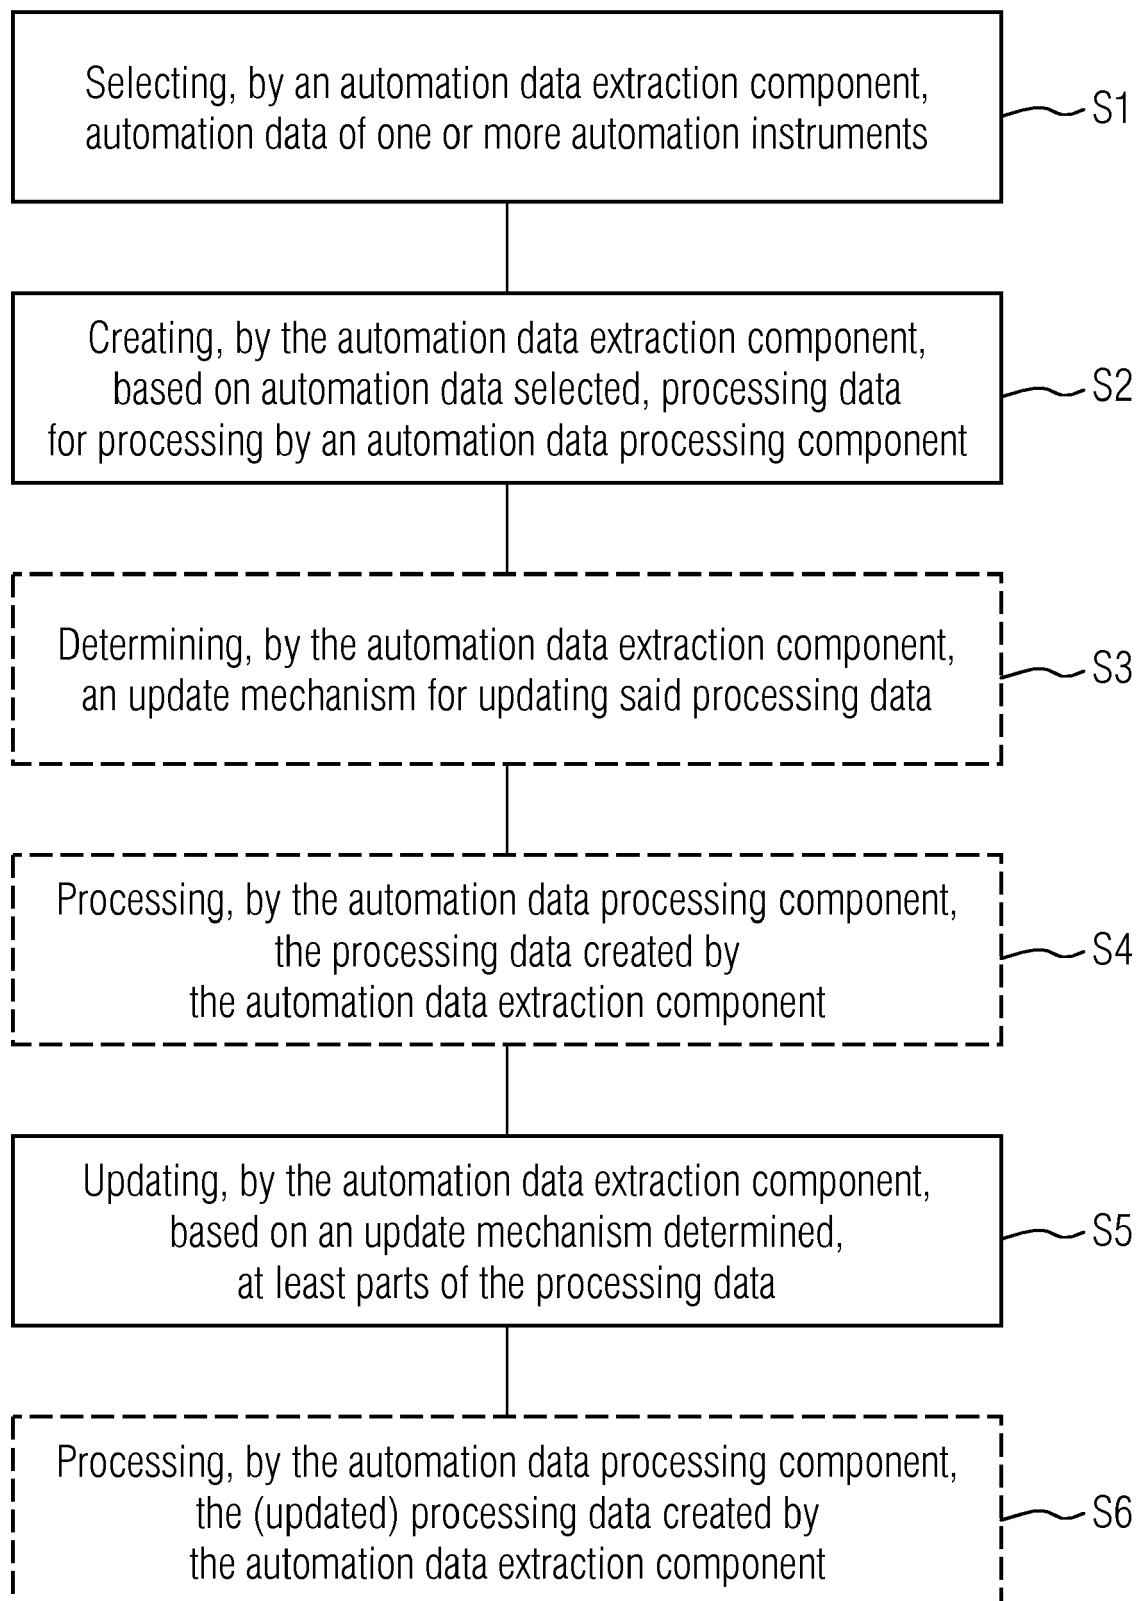 Selecting, by an automation data extraction component,
automation data of one or more automation instruments
S1
Creating, by the automation data extraction component,
based on automation data selected, processing data
for processing by an automation data processing component
S2
Determining, by the automation data extraction component,
an update mechanism for updating said processing data
S3
Processing, by the automation data processing component,
the processing data created by
the automation data extraction component
S4
Updating, by the automation data extraction component,
based on an update mechanism determined,
at least parts of the processing data
S5
Processing, by the automation data processing component,
the (updated) processing data created by
the automation data extraction component
S6